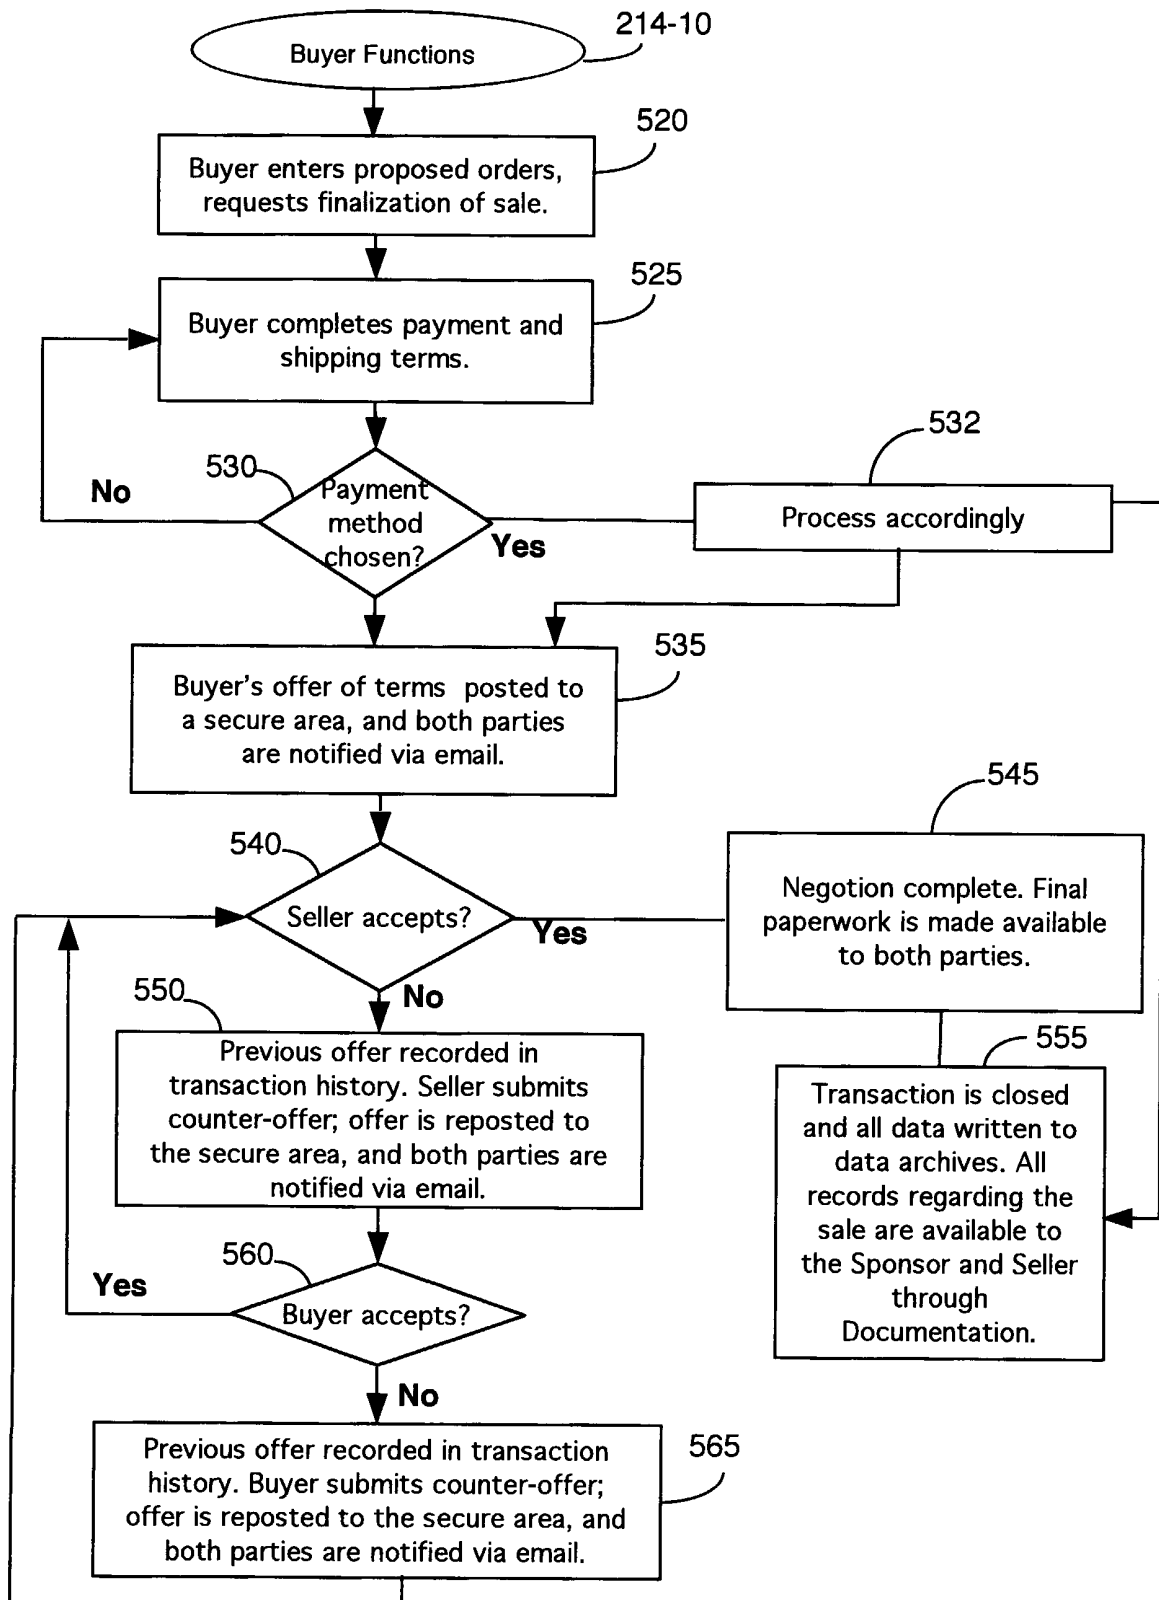 214-10
Buyer Functions
520
Buyer enters proposed orders,
requests finalization of sale.
525
Buyer completes payment and
shipping terms.
532
530
No
Payment
method
chosen?
Yes
Process accordingly
535
Buyer's offer of terms posted to
a secure area, and both parties
are notified via email.
545
540
Seller accepts?
Yes
Negotion complete. Final
paperwork is made available
to both parties.
No
550
Previous offer recorded in
transaction history. Seller submits
counter-offer; offer is reposted to
the secure area, and both parties are
notified via email.
555
Transaction is closed
and all data written to
data archives. All
records regarding the
sale are available to
the Sponsor and Seller
through
Documentation.
560
Yes
Buyer accepts?
No
565
Previous offer recorded in transaction
history. Buyer submits counter-offer;
offer is reposted to the secure area, and
both parties are notified via email.